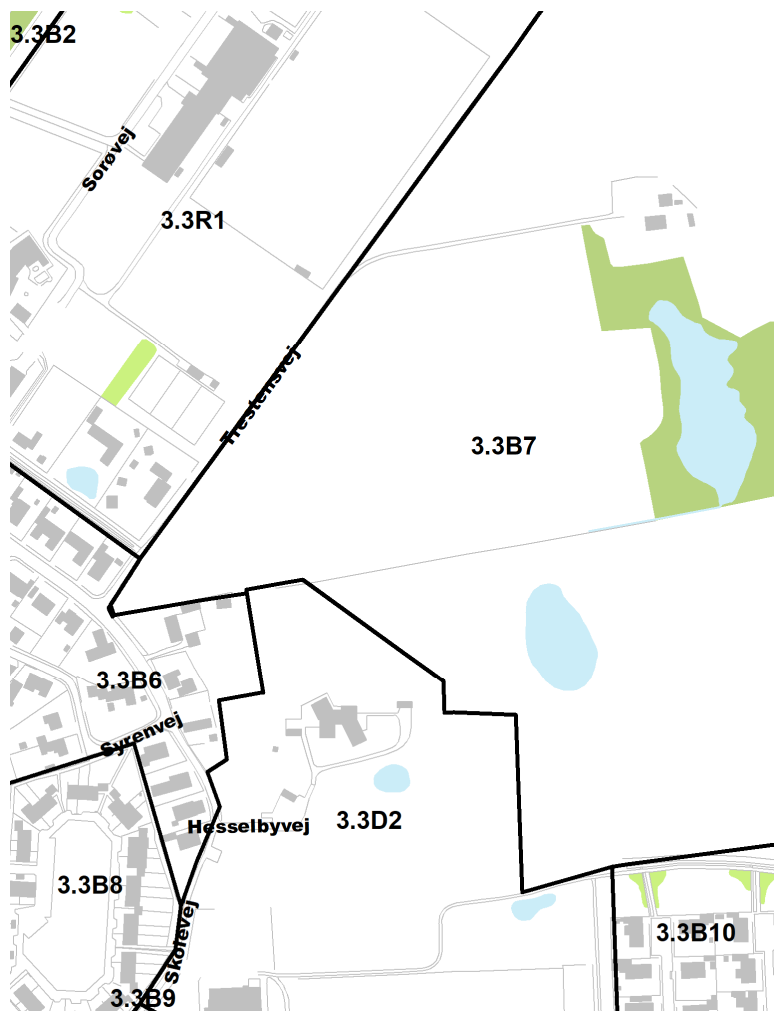 3.3B2
Sorøvej
3.3R1
Trestensvej
3.3B7
3.3B6
Syrenvej
Hesselbyvej
3.3D2
3.3B8
Skolevej
3.3B10
3.3B9